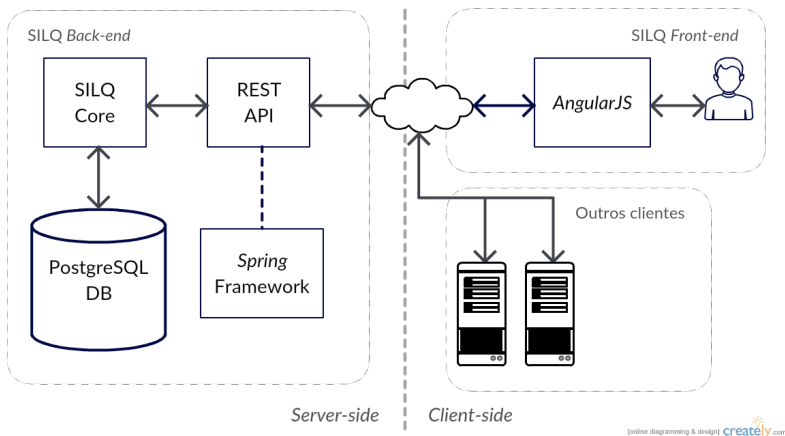 SILQ Back-end
SILQ Front-end
SILQ
Core
REST
API
AngularJS
PostgreSQL
DB
Spring
Framework
Outros clientes
Server-side
Client-side
[online diagramming & design] creately.com